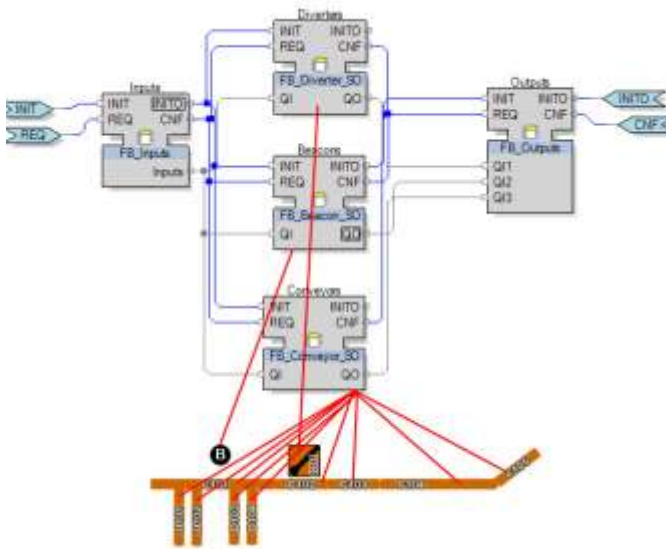 Diverters
INIT INITO
REQ CNF
FB_Diverter_SD
QI QO
Inputs
INIT INITO
REQ CNF
FB_Inputs
Inputs
INIT
REQ
Outputs
INIT INITO
REQ CNF
FB_Outputs
QI1
QI2
QI3
INITO
CNF
Beacons
INIT INITO
REQ CNF
FB_Beacon_SD
QI QO
Conveyors
INIT INITO
REQ CNF
FB_Conveyor_SD
QI QO
B